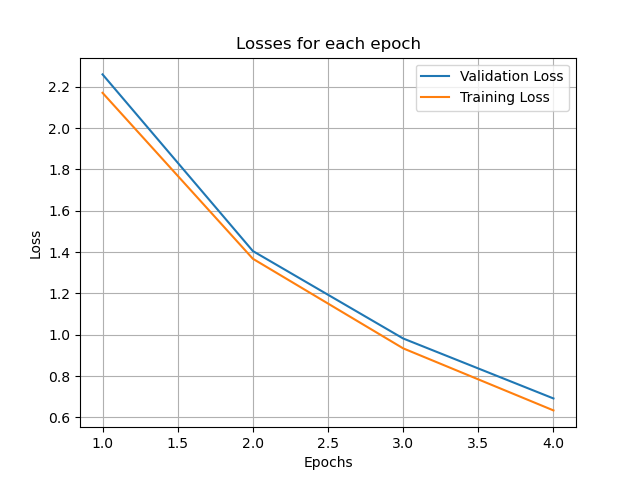 Losses for each epoch
Validation Loss
Training Loss
2.2
2.0
1.8
1.6
1.4
1.2
1.0
0.8
0.6
Loss
1.0 1.5 2.0 2.5 3.0 3.5 4.0
Epochs